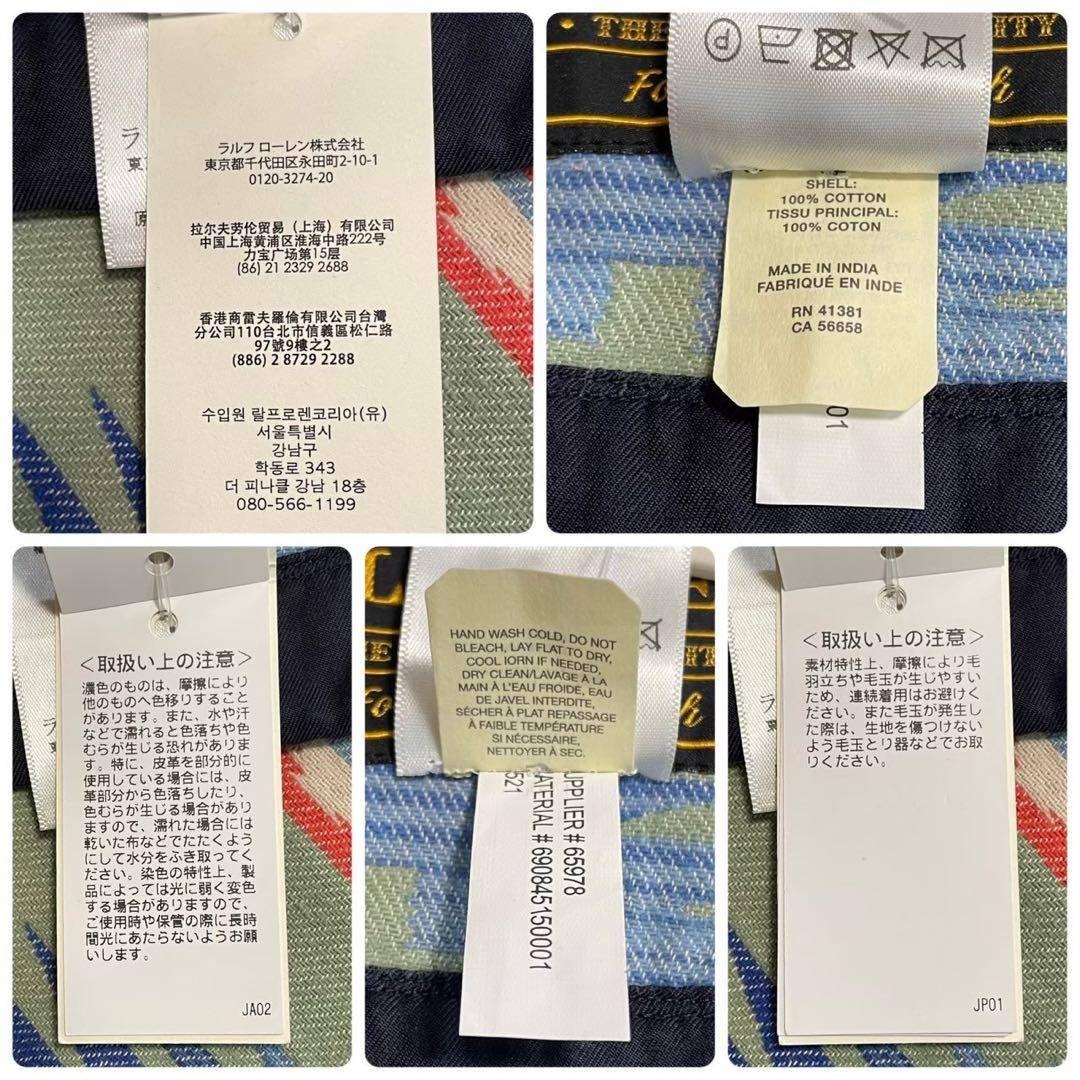 ラルフ ローレン株式会社
東京都千代田区永田町2-10-1
0120-3274-20
拉尔夫劳伦贸易(上海)有限公司
中国上海黄浦区淮海中路222号
力宝广场第15层
(86) 21 2329 2688
香港商雷夫羅倫有限公司台灣
分公司110台北市信義區松仁路
97號9樓之2
(886) 2 8729 2288
수입원 랄프로렌코리아(유)
서울특별시
강남구
학동로 343
더 피나클 강남 18층
080-566-1199
THE
P
SHELL:
100% COTTON
TISSU PRINCIPAL:
100% COTON
MADE IN INDIA
FABRIQUÉ EN INDE
RN 41381
CA 56658
01
<取扱い上の注意>
濃色のものは、摩擦により
他のものへ色移りすること
があります。また、水や汗
などで濡れると色落ちや色
むらが生じる恐れがありま
す。特に、皮革を部分的に
使用している場合には、皮
革部分から色落ちしたり、
色むらが生じる場合があり
ますので、濡れた場合には
乾いた布などでたたくよう
にして水分をふき取ってく
ださい。染色の特性上、製
品によっては光に弱く変色
する場合がありますので、
ご使用時や保管の際に長時
間光にあたらないようお願
いします。
JA02
HAND WASH COLD, DO NOT
BLEACH, LAY FLAT TO DRY,
COOL IORN IF NEEDED,
DRY CLEAN/LAVAGE À LA
MAIN À L'EAU FROIDE, EAU
DE JAVEL INTERDITE,
SÉCHER À PLAT REPASSAGE
À FAIBLE TEMPÉRATURE
SI NÉCESSAIRE,
NETTOYER À SEC.
UPPLIER # 65978
ATERIAL # 690845150001
521
<取扱い上の注意>
素材特性上、摩擦により毛
羽立ちや毛玉が生じやすい
ため、連続着用はお避けく
ださい。また毛玉が発生し
た際は、生地を傷つけない
よう毛玉とり器などでお取
りください。
JP01